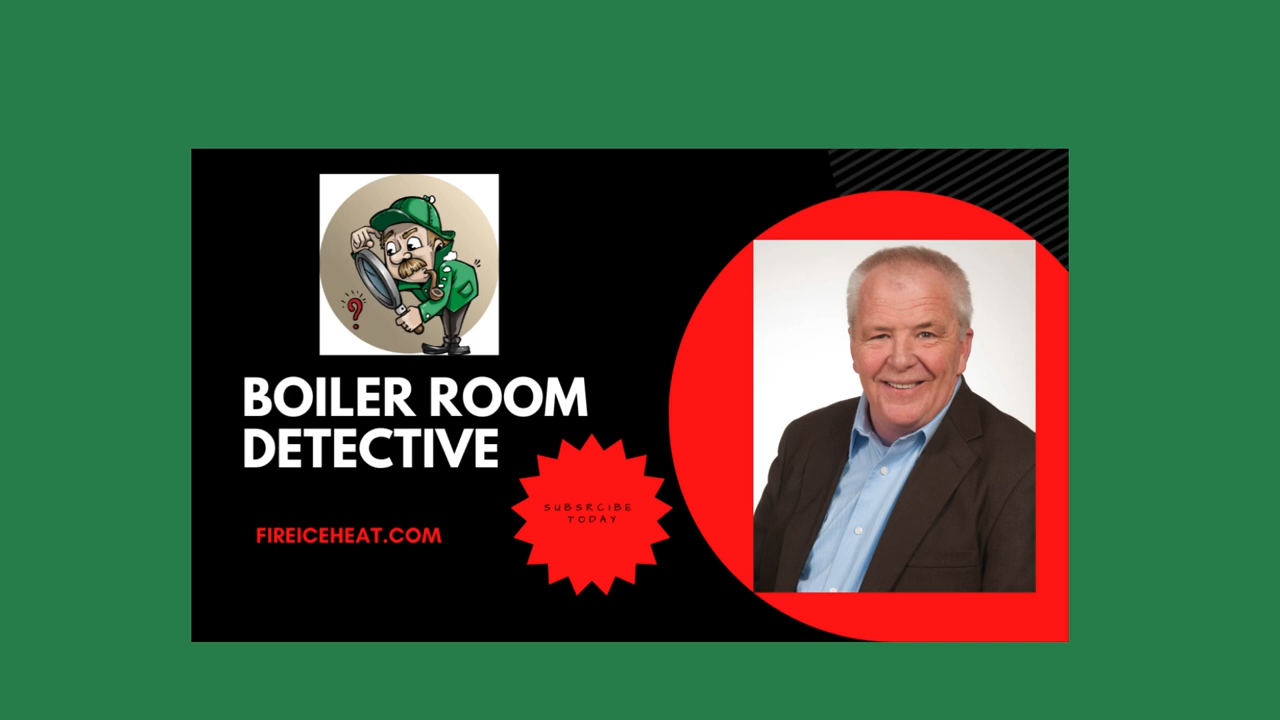 BOILER ROOM
DETECTIVE
FIREICEHEAT.COM
SUBSRCIBE
TODAY
?